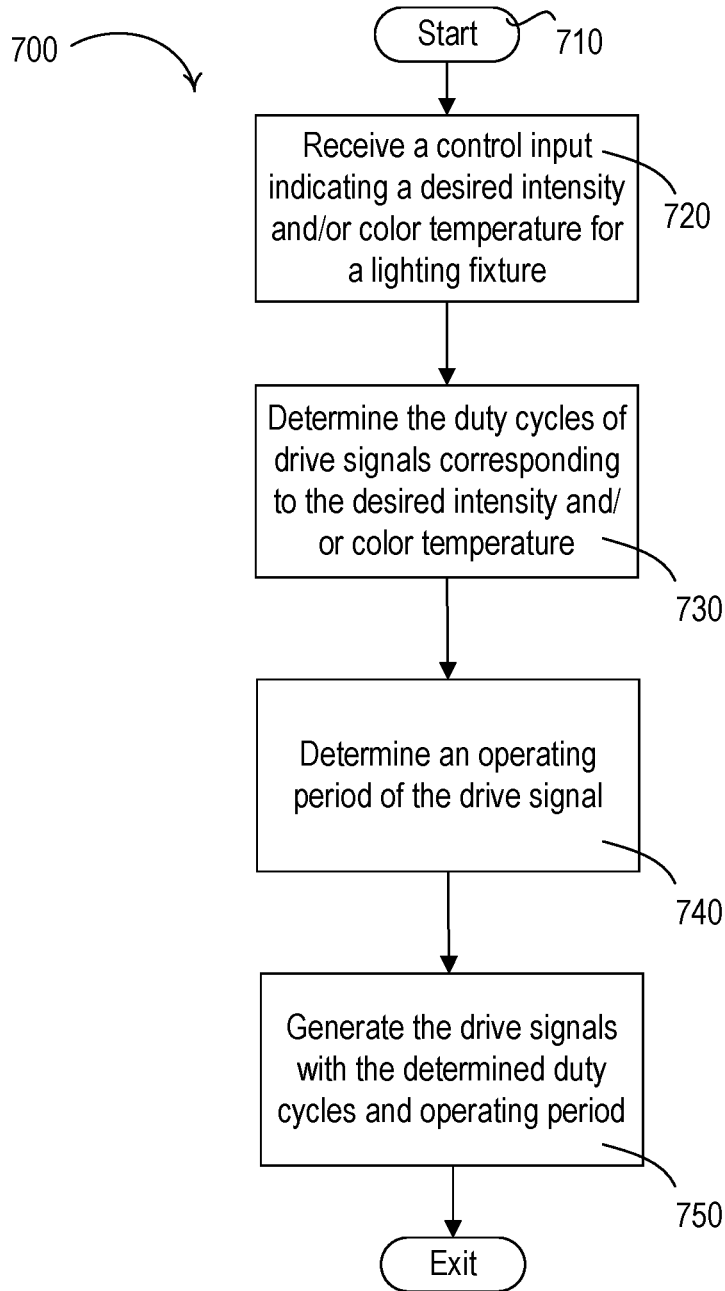 700
Start
710
Receive a control input
indicating a desired intensity
and/or color temperature for
a lighting fixture
720
Determine the duty cycles of
drive signals corresponding
to the desired intensity and/
or color temperature
730
Determine an operating
period of the drive signal
740
Generate the drive signals
with the determined duty
cycles and operating period
750
Exit